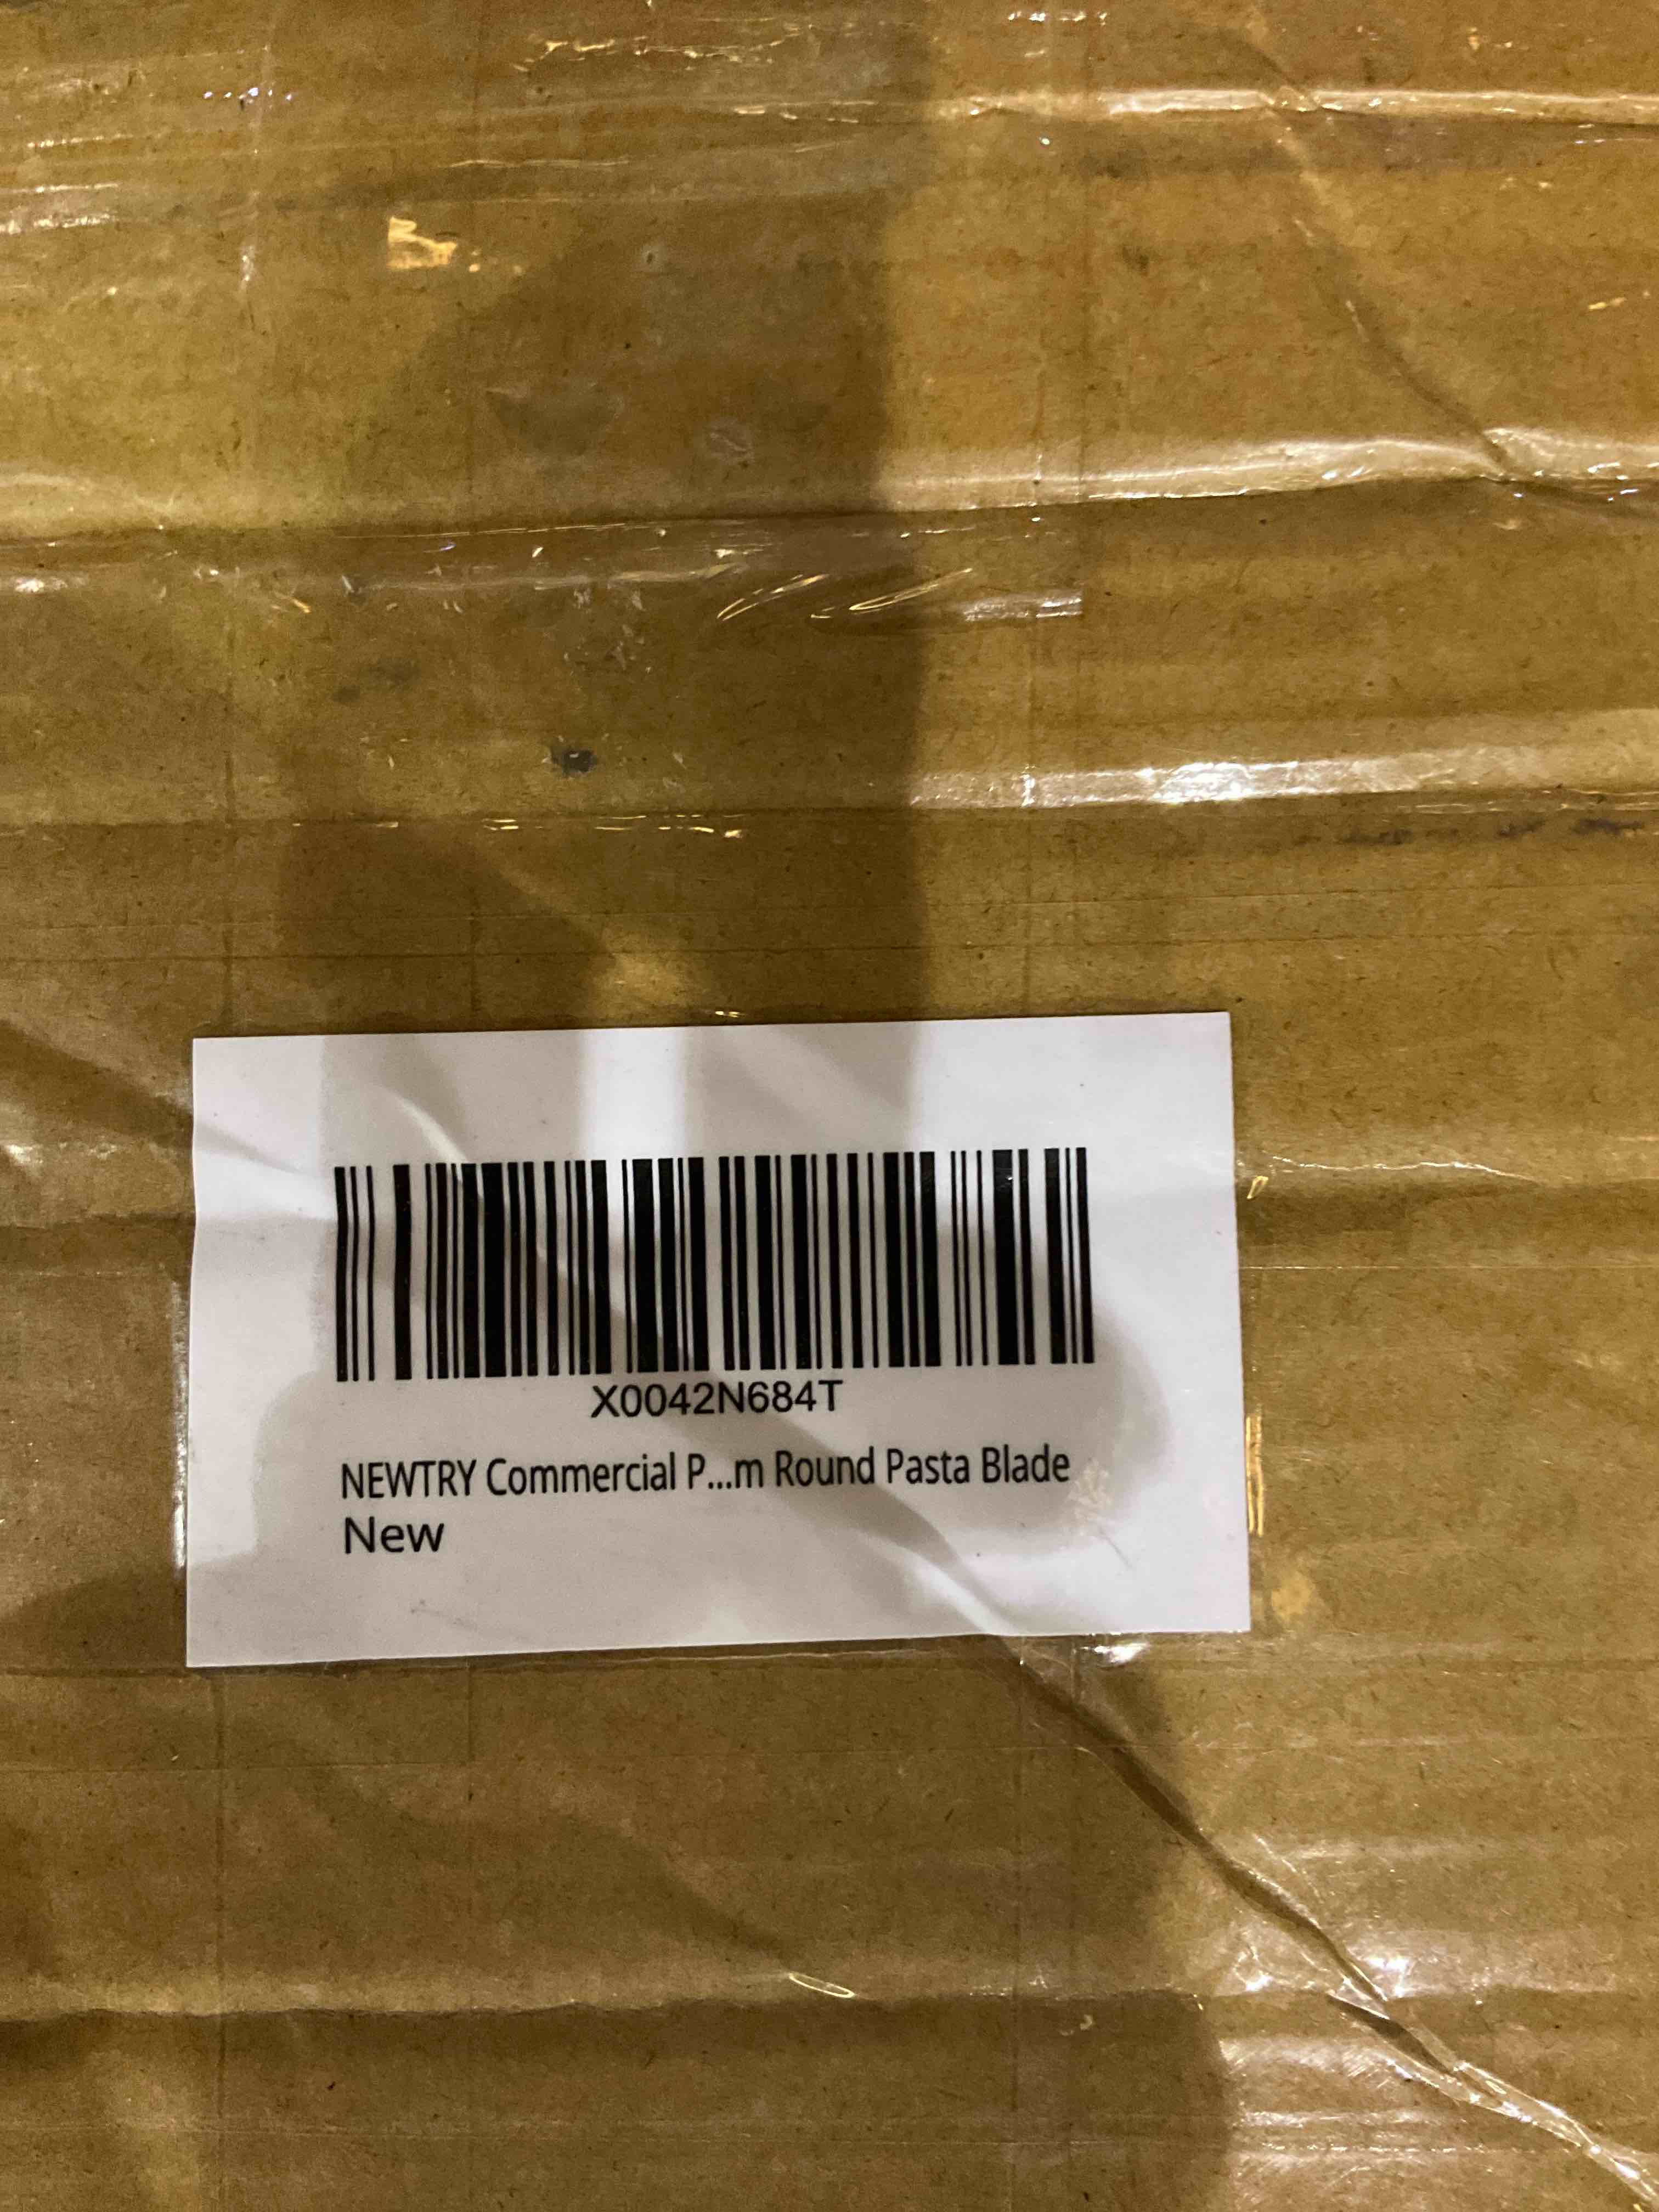 X0042N684T
NEWTRY Commercial P...m Round Pasta Blade
New